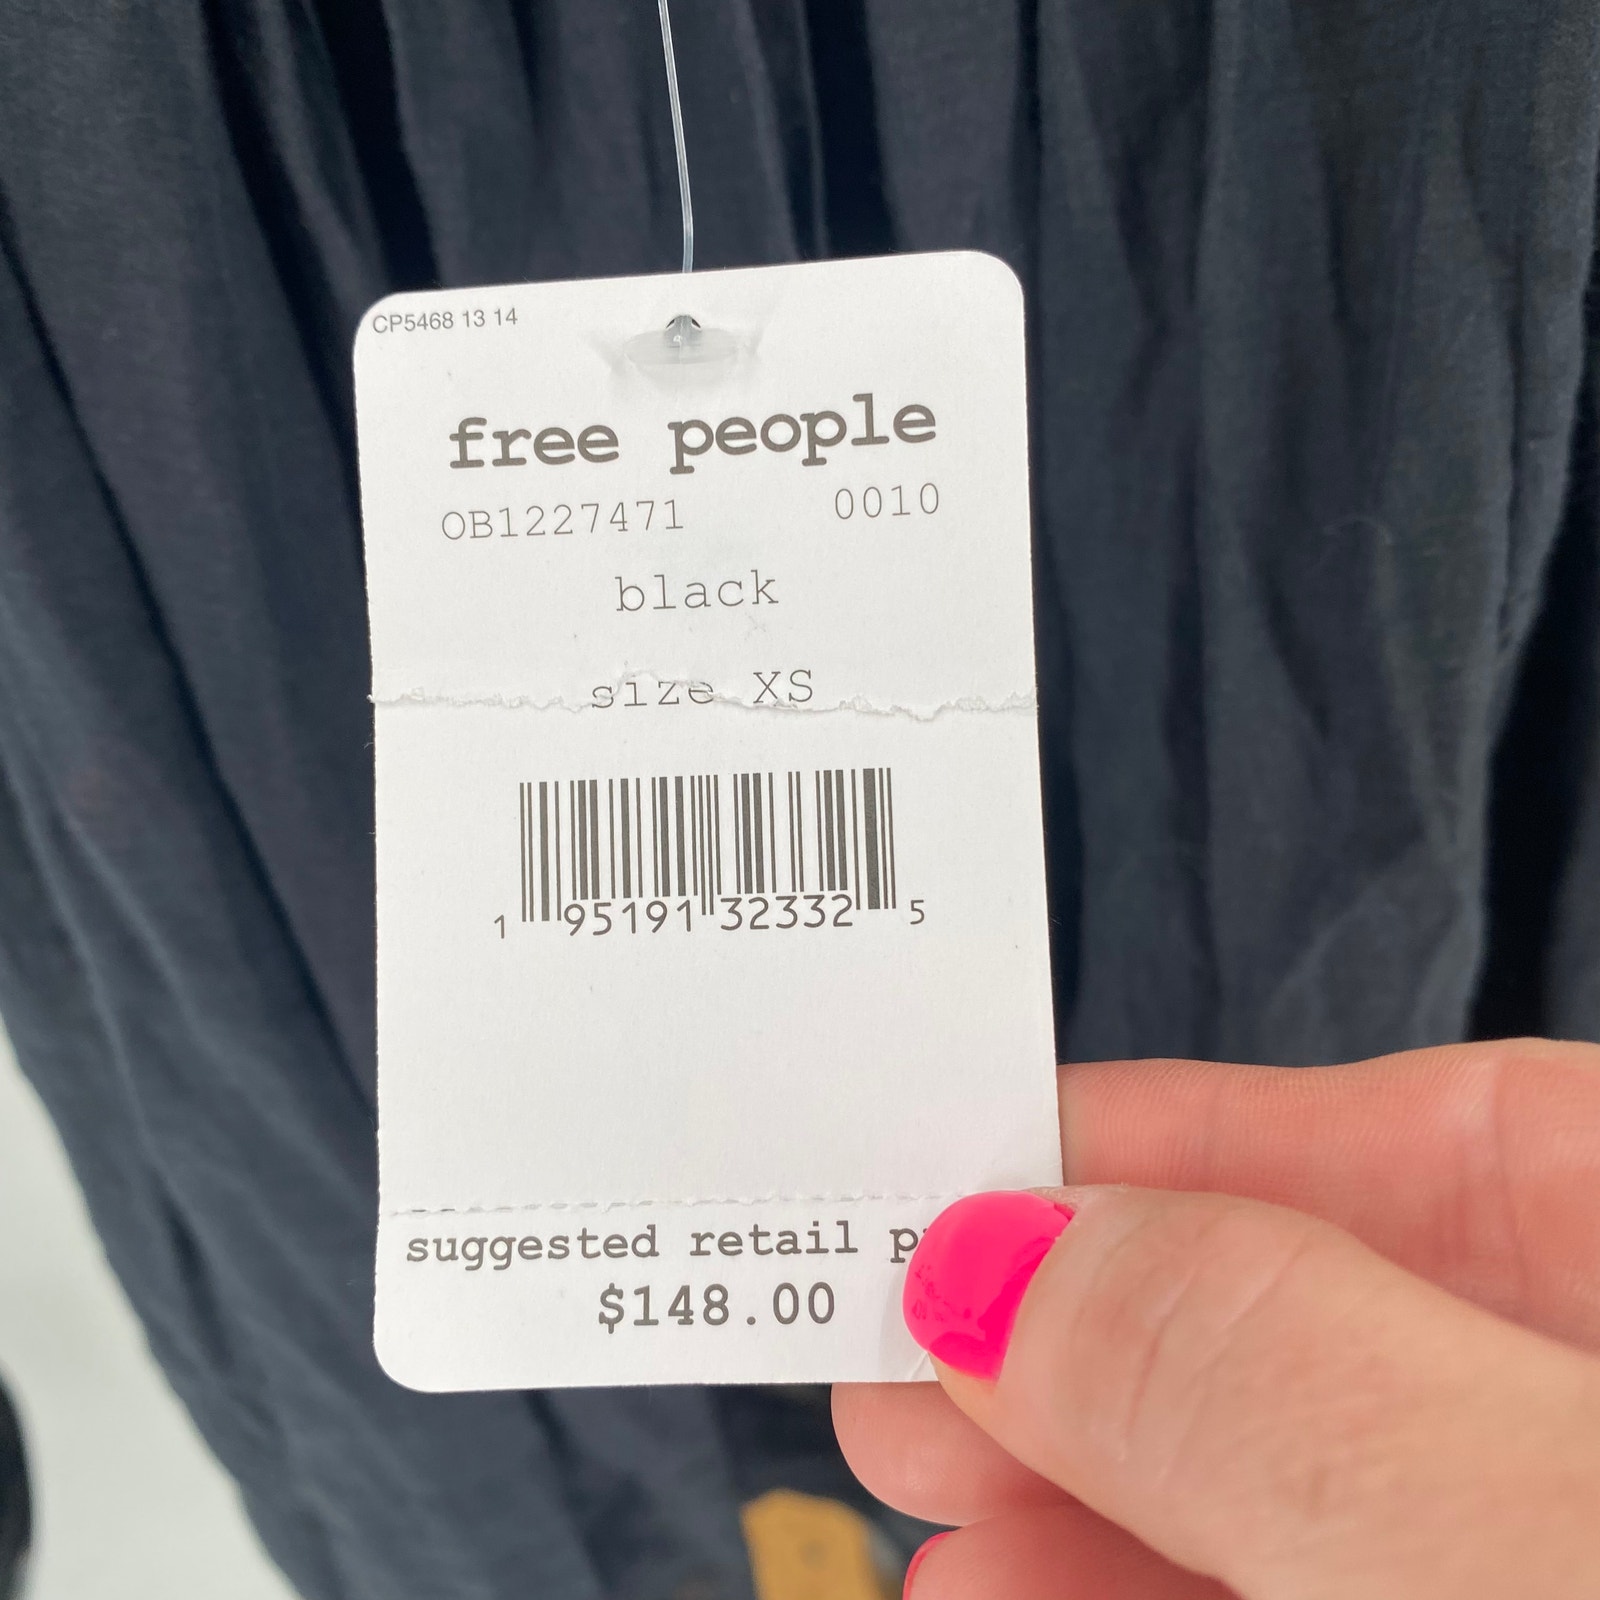 CP5468 13 14
free people
OB1227471 0010
black
size XS
1 95191 32332 5
suggested retail
$148.00